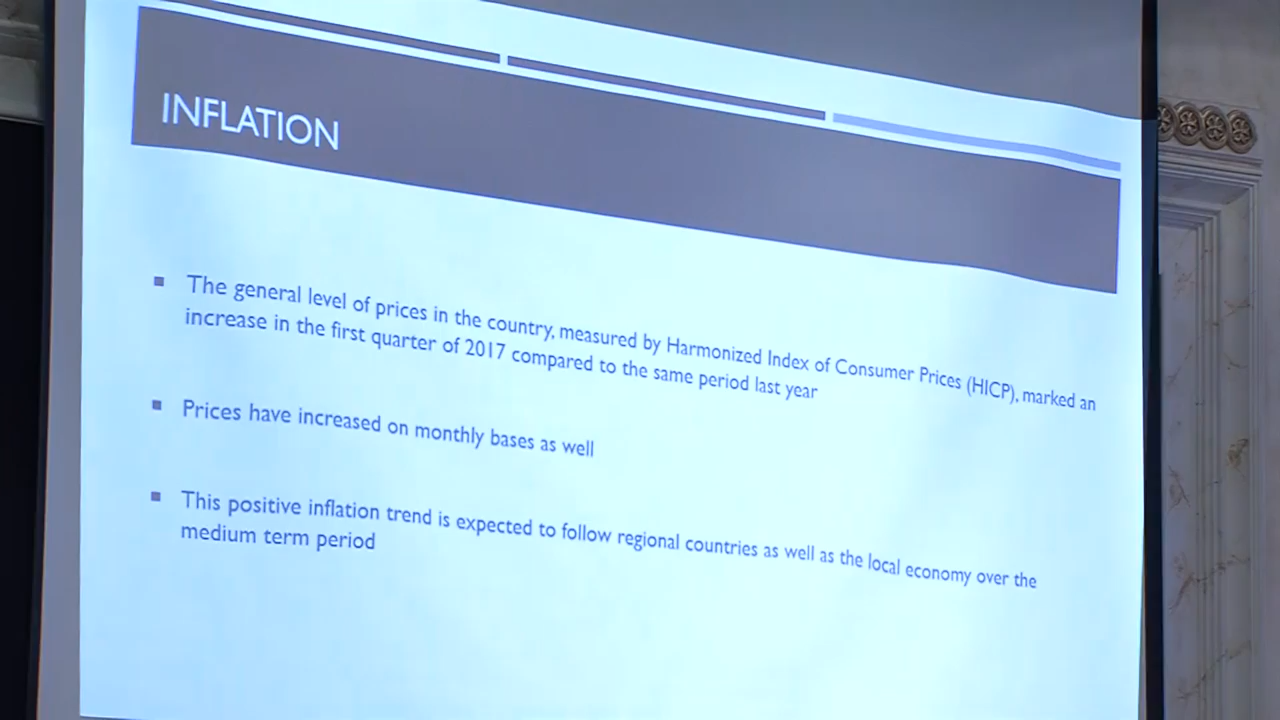 INFLATION
The general level of prices in the country, measured by Harmonized Index of Consumer Prices (HICP), marked an
increase in the first quarter of 2017 compared to the same period last year
Prices have increased on monthly bases as well
This positive inflation trend is expected to follow regional countries as well as the local economy over the
medium term period